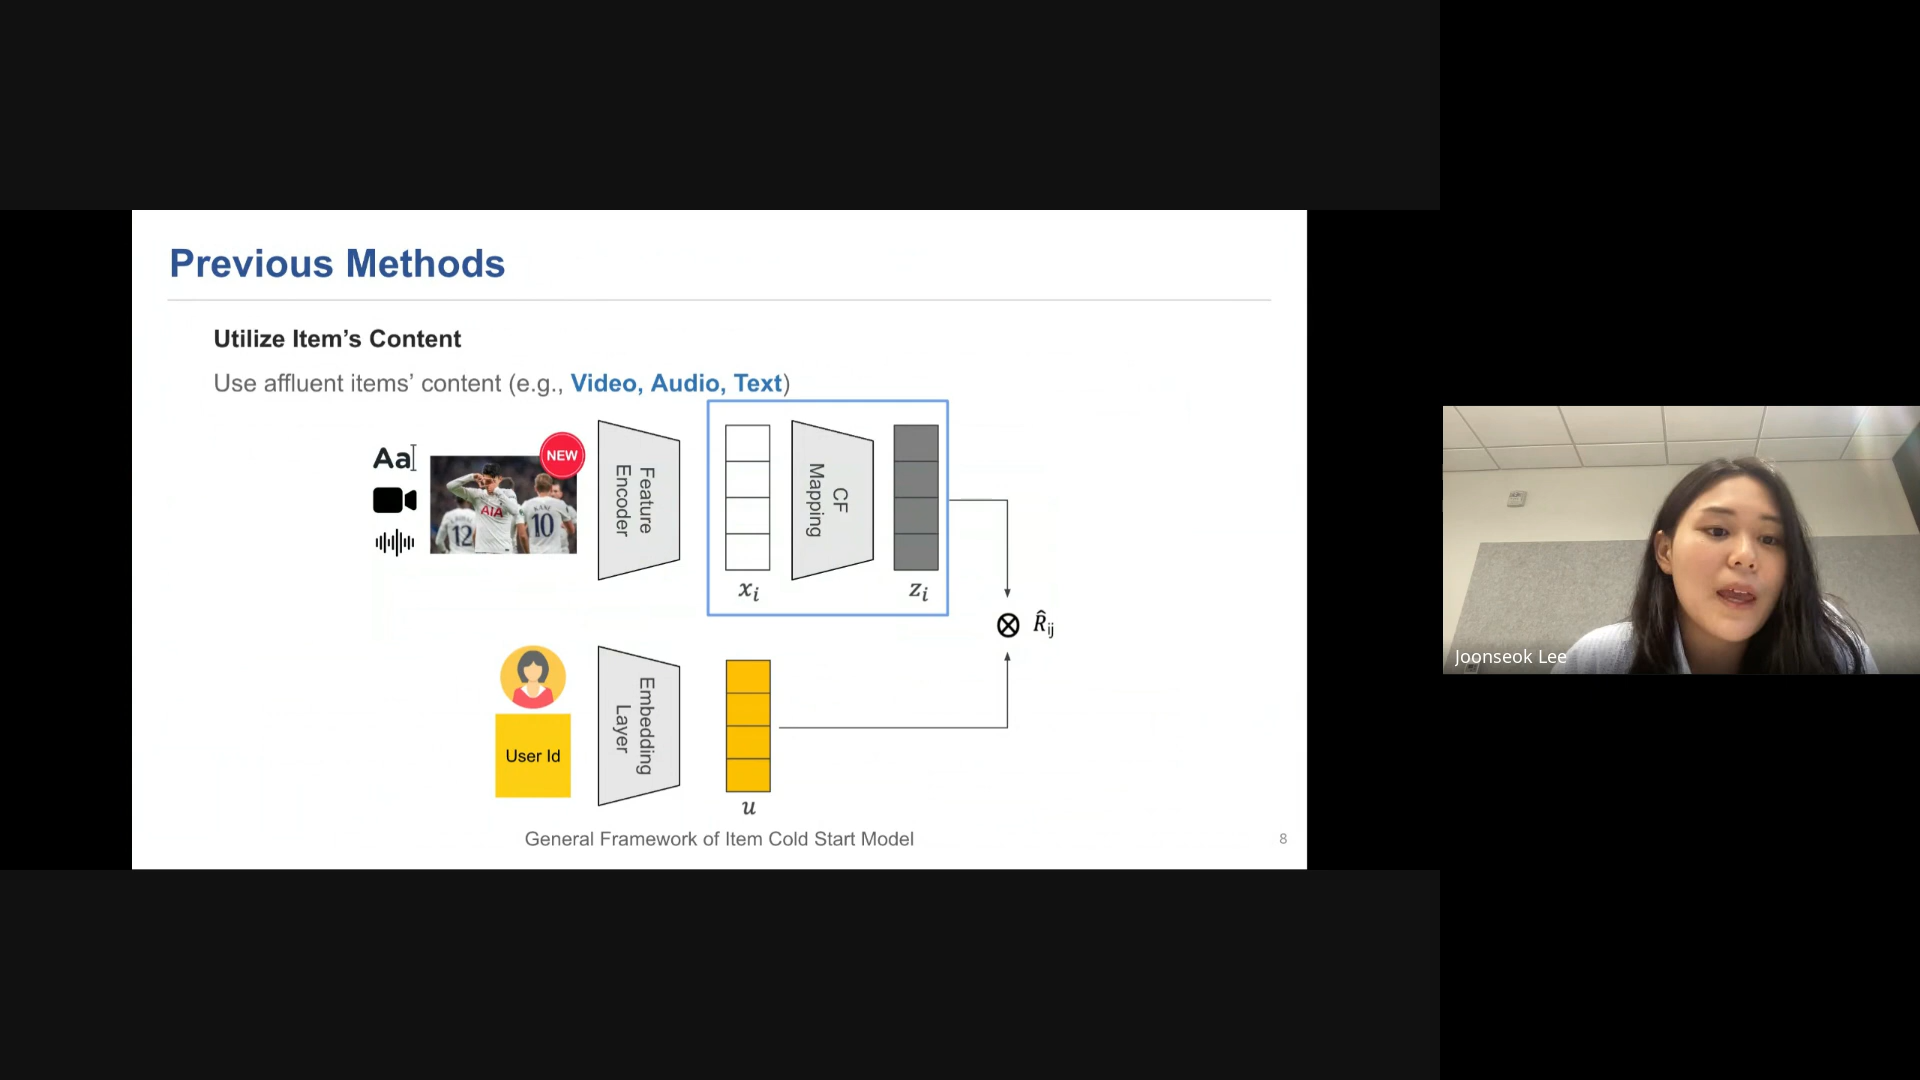 Previous Methods
Utilize Item’s Content
Use affluent items’ content (e.g., Video, Audio, Text)
Aa
NEW
AIA
12
KANE
10
Feature
Encoder
CF
Mapping
xᵢ
zᵢ
R̂ᵢⱼ
User Id
Embedding
Layer
u
General Framework of Item Cold Start Model
8
Joonseok Lee